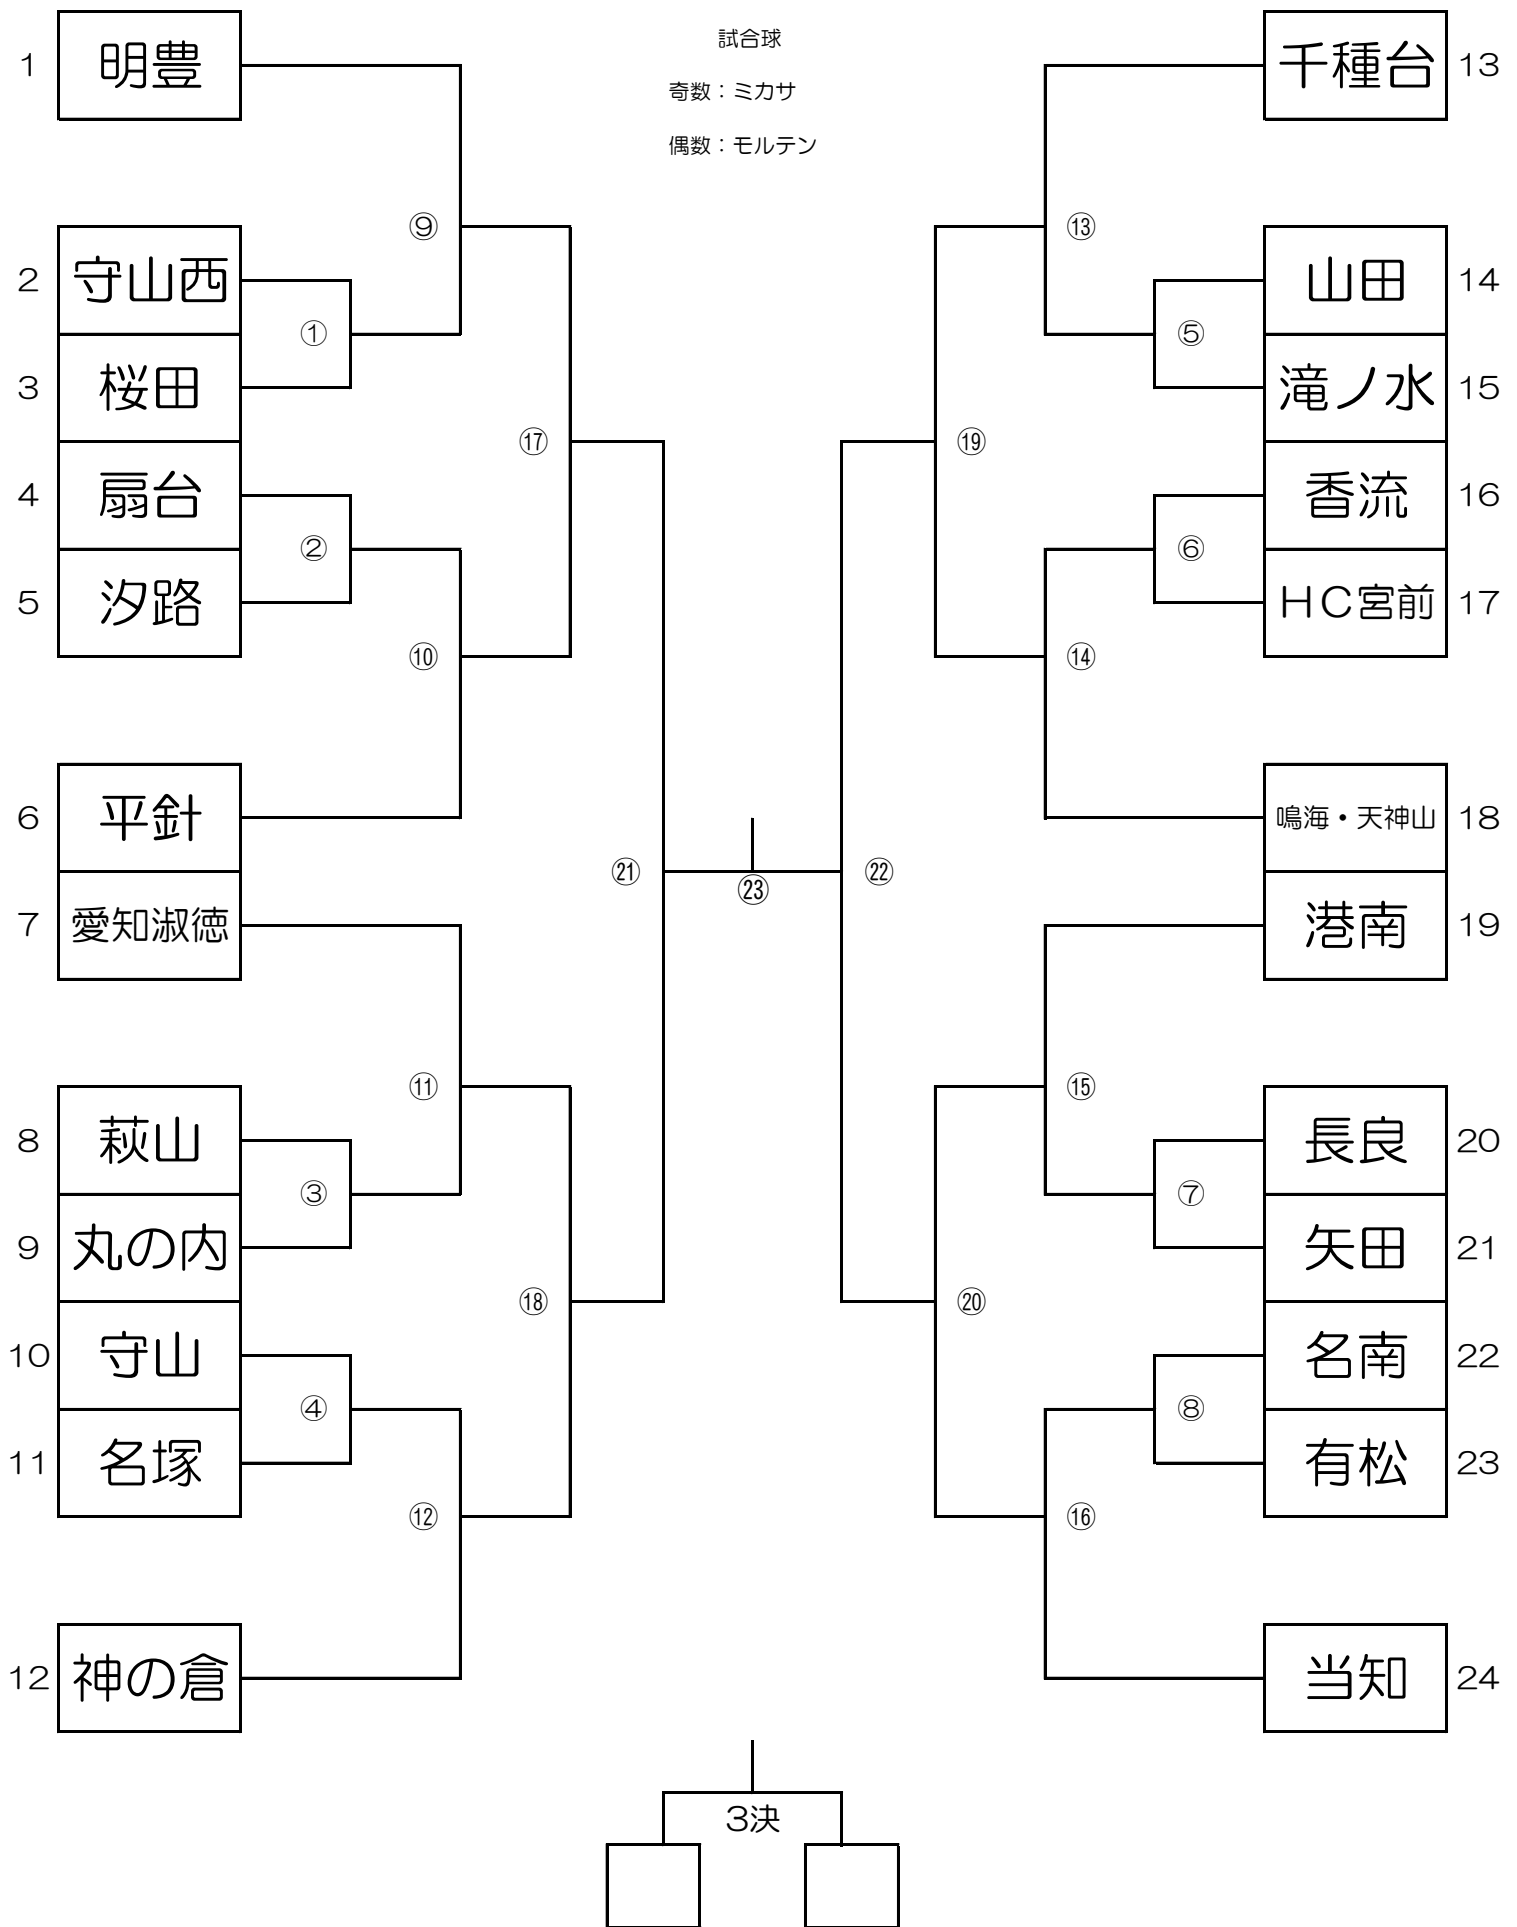 試合球
奇数：ミカサ
偶数：モルテン
1 明豊
⑨
2 守山西
①
3 桜田
⑰
4 扇台
②
5 汐路
⑩
6 平針
㉑
7 愛知淑徳
⑪
8 萩山
③
9 丸の内
⑱
10 守山
④
11 名塚
⑫
12 神の倉
㉓
千種台 13
⑬
山田 14
⑤
滝ノ水 15
⑲
香流 16
⑥
ＨＣ宮前 17
⑭
鳴海・天神山 18
㉒
港南 19
⑮
長良 20
⑦
矢田 21
⑳
名南 22
⑧
有松 23
⑯
当知 24
3決